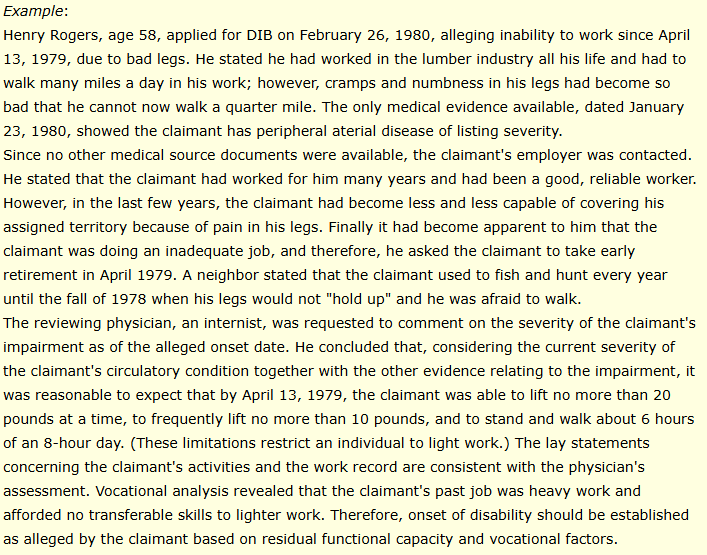 Example:
Henry Rogers, age 58, applied for DIB on February 26, 1980, alleging inability to work since April
13, 1979, due to bad legs. He stated he had worked in the lumber industry all his life and had to
walk many miles a day in his work; however, cramps and numbness in his legs had become so
bad that he cannot now walk a quarter mile. The only medical evidence available, dated January
23, 1980, showed the claimant has peripheral aterial disease of listing severity.
Since no other medical source documents were available, the claimant's employer was contacted.
He stated that the claimant had worked for him many years and had been a good, reliable worker.
However, in the last few years, the claimant had become less and less capable of covering his
assigned territory because of pain in his legs. Finally it had become apparent to him that the
claimant was doing an inadequate job, and therefore, he asked the claimant to take early
retirement in April 1979. A neighbor stated that the claimant used to fish and hunt every year
until the fall of 1978 when his legs would not "hold up" and he was afraid to walk.
The reviewing physician, an internist, was requested to comment on the severity of the claimant's
impairment as of the alleged onset date. He concluded that, considering the current severity of
the claimant's circulatory condition together with the other evidence relating to the impairment, it
was reasonable to expect that by April 13, 1979, the claimant was able to lift no more than 20
pounds at a time, to frequently lift no more than 10 pounds, and to stand and walk about 6 hours
of an 8-hour day. (These limitations restrict an individual to light work.) The lay statements
concerning the claimant's activities and the work record are consistent with the physician's
assessment. Vocational analysis revealed that the claimant's past job was heavy work and
afforded no transferable skills to lighter work. Therefore, onset of disability should be established
as alleged by the claimant based on residual functional capacity and vocational factors.